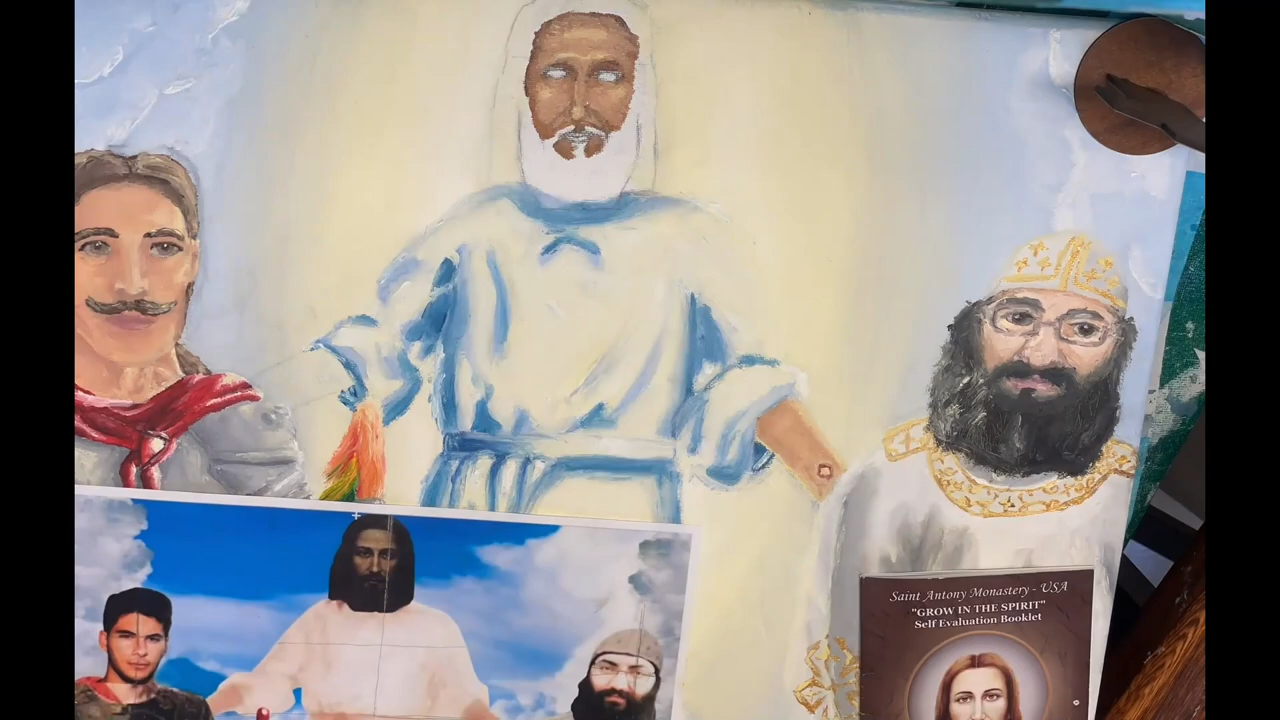 Saint Antony Monastery - USA
"GROW IN THE SPIRIT"
Self Evaluation Booklet